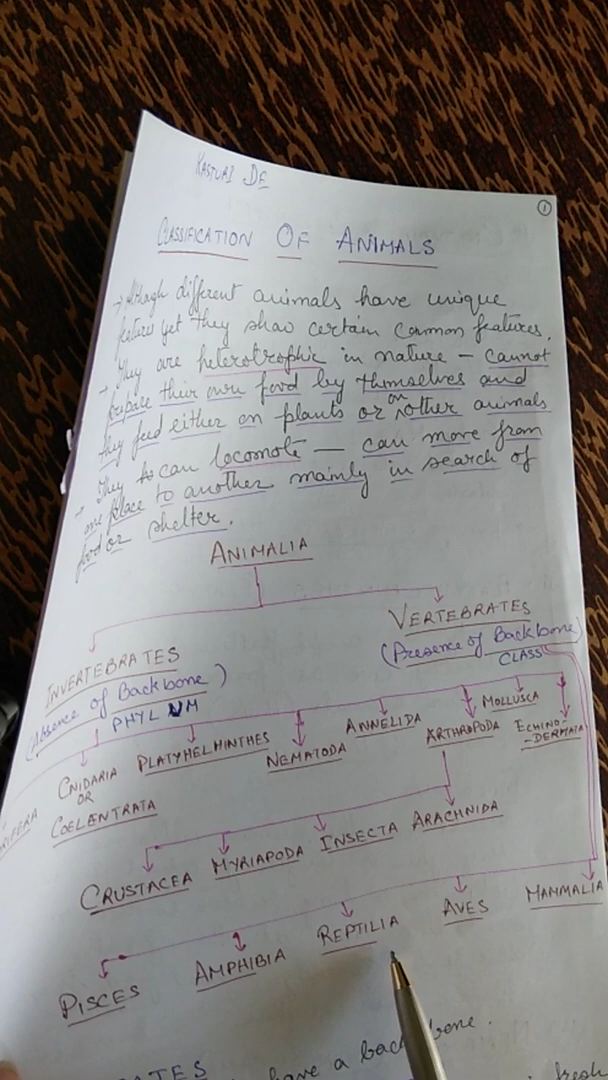 KASTURI DE
1
CLASSIFICATION OF ANIMALS
→ Although different animals have unique
features yet they show certain common features.
→ They are heterotrophic in nature – cannot
prepare their own food by themselves and
they feed either on plants or on other animals
→ They can locomote – can move from
one place to another mainly in search of
food or shelter.
ANIMALIA
VERTEBRATES
(Presence of Backbone)
CLASS
INVERTEBRATES
(Absence of Backbone)
PHYLUM
CNIDARIA
OR
COELENTRATA
PLATYHELMINTHES
NEMATODA
ANNELIDA
ARTHROPODA
MOLLUSCA
ECHINO-
-DERMATA
CRUSTACEA
MYRIAPODA
INSECTA
ARACHNIDA
PISCES
AMPHIBIA
REPTILIA
AVES
MAMMALIA
have a backbone.